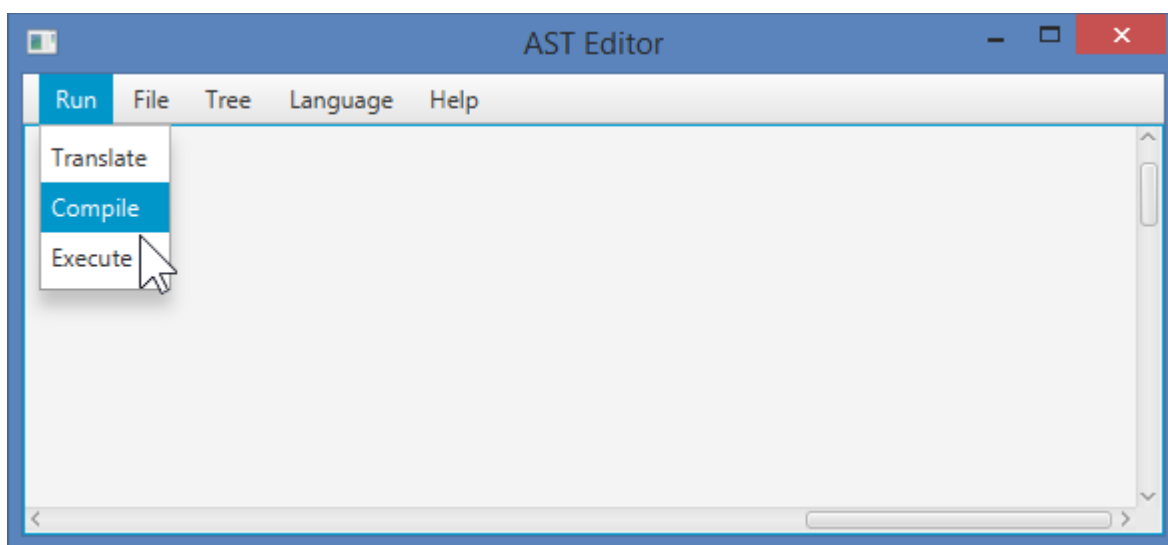 AST Editor
Run File Tree Language Help
Translate
Compile
Execute